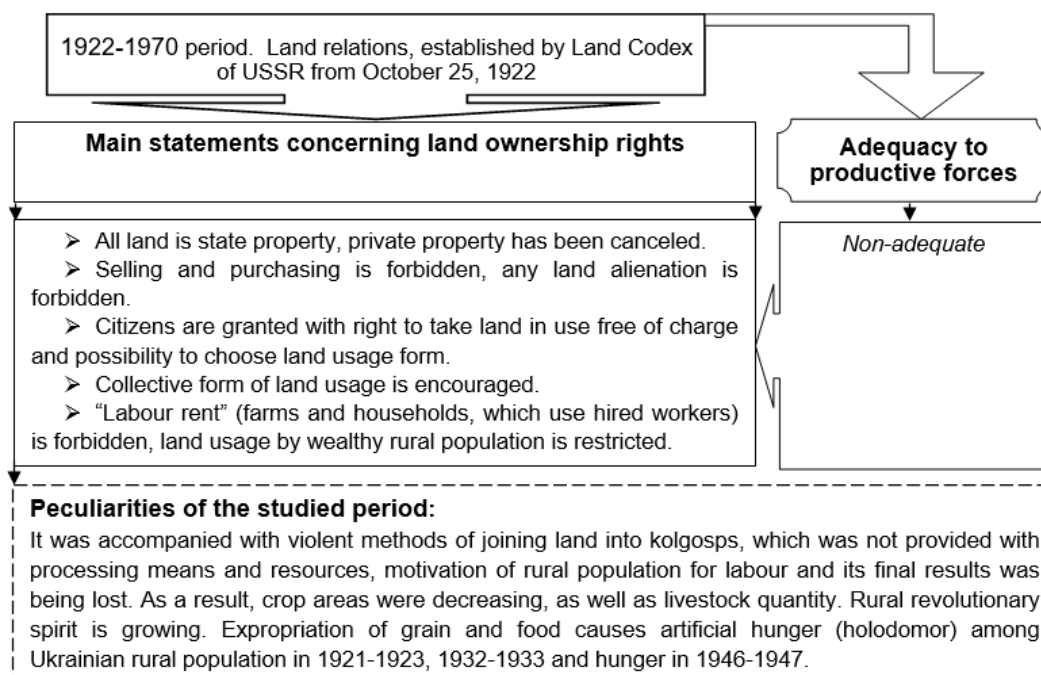 1922-1970 period. Land relations, established by Land Codex
of USSR from October 25, 1922
Main statements concerning land ownership rights
Adequacy to
productive forces
➢ All land is state property, private property has been canceled.
➢ Selling and purchasing is forbidden, any land alienation is
forbidden.
➢ Citizens are granted with right to take land in use free of charge
and possibility to choose land usage form.
➢ Collective form of land usage is encouraged.
➢ “Labour rent” (farms and households, which use hired workers)
is forbidden, land usage by wealthy rural population is restricted.
Non-adequate
Peculiarities of the studied period:
It was accompanied with violent methods of joining land into kolgosps, which was not provided with
processing means and resources, motivation of rural population for labour and its final results was
being lost. As a result, crop areas were decreasing, as well as livestock quantity. Rural revolutionary
spirit is growing. Expropriation of grain and food causes artificial hunger (holodomor) among
Ukrainian rural population in 1921-1923, 1932-1933 and hunger in 1946-1947.